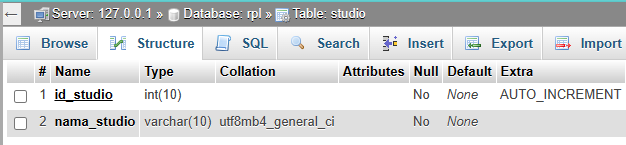 ← Server: 127.0.0.1 » Database: rpl » Table: studio
Browse Structure SQL Search Insert Export Import
# Name Type Collation Attributes Null Default Extra
1 id_studio int(10) No None AUTO_INCREMENT
2 nama_studio varchar(10) utf8mb4_general_ci No None